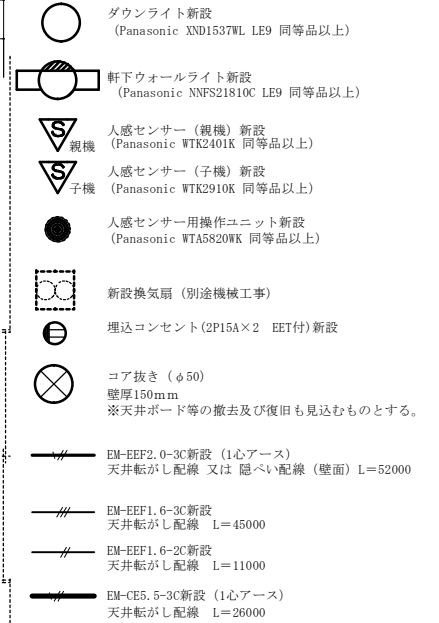 ダウンライト新設
（Panasonic XND1537WL LE9 同等品以上）
軒下ウォールライト新設
（Panasonic NNFS21810C LE9 同等品以上）
S
親機
人感センサー（親機）新設
（Panasonic WTK2401K 同等品以上）
S
子機
人感センサー（子機）新設
（Panasonic WTK2910K 同等品以上）
人感センサー用操作ユニット新設
（Panasonic WTA5820WK 同等品以上）
新設換気扇（別途機械工事）
埋込コンセント(2P15A×2　EET付)新設
コア抜き（φ50）
壁厚150mm
※天井ボード等の撤去及び復旧も見込むものとする。
EM-EEF2.0-3C新設（1心アース）
天井転がし配線 又は 隠ぺい配線（壁面）L=52000
EM-EEF1.6-3C新設
天井転がし配線　L=45000
EM-EEF1.6-2C新設
天井転がし配線　L=11000
EM-CE5.5-3C新設（1心アース）
天井転がし配線　L=26000